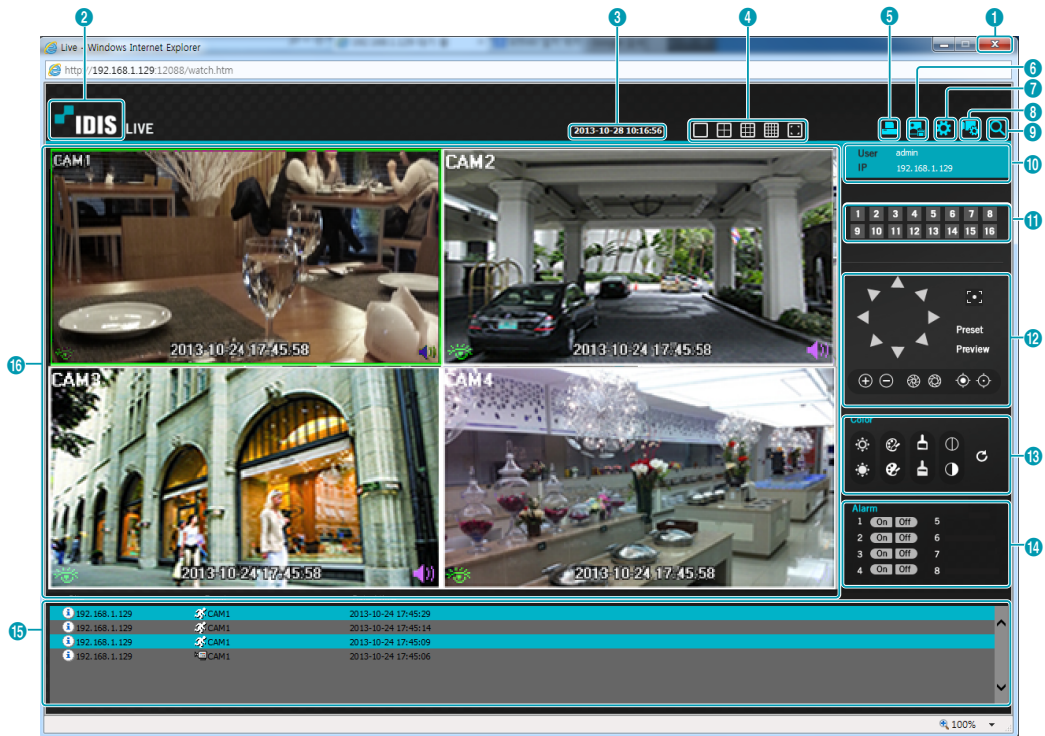 1
2
3
4
5
Live - Windows Internet Explorer
http://192.168.1.129:12088/watch.htm
6
7
8
9
IDIS LIVE
2013-10-28 10:16:56
User admin
IP 192.168.1.129
10
1 2 3 4 5 6 7 8
9 10 11 12 13 14 15 16
11
CAM1
2013-10-24 17:45:58
CAM2
2013-10-24 17:45:58
Preset
Preview
12
16
CAM3
2013-10-24 17:45:58
CAM4
2013-10-24 17:45:58
Color
13
Alarm
1 On Off 5
2 On Off 6
3 On Off 7
4 On Off 8
14
15
192.168.1.129 CAM1 2013-10-24 17:45:29
192.168.1.129 CAM1 2013-10-24 17:45:14
192.168.1.129 CAM1 2013-10-24 17:45:09
192.168.1.129 CAM1 2013-10-24 17:45:06
100%